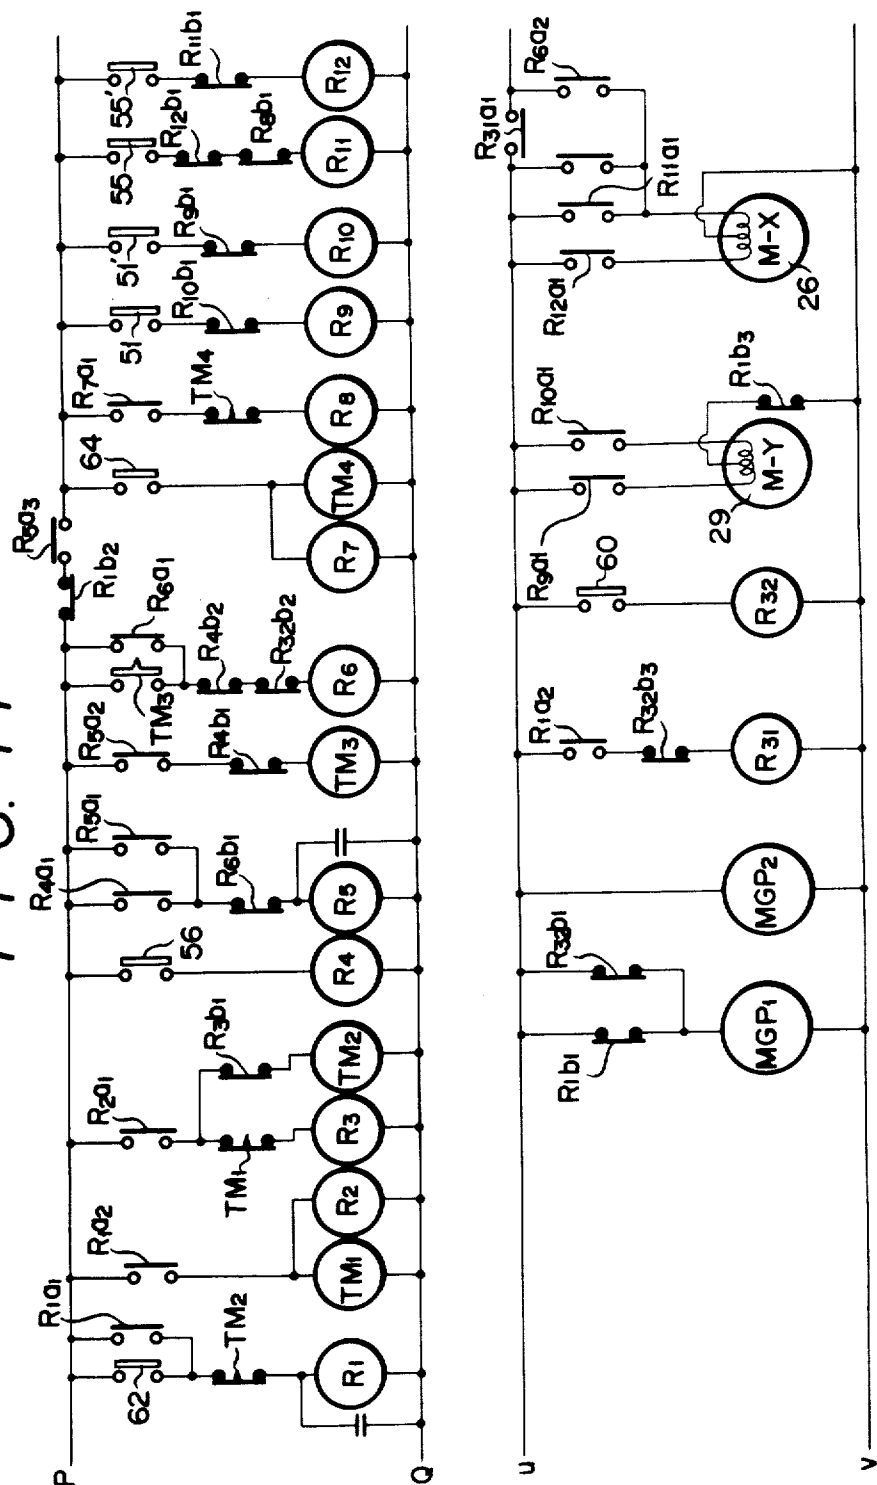 P
Q
62
R1a1
TM2
R1
R1a2
TM1
R2
R2a1
TM1
R3b1
R3
TM2
56
R4
R4a1
R5a1
R6b1
R5
R5a2
R4b1
TM3
TM3
R6a1
R4b2
R32b2
R6
R1b2
R5a3
64
R7
TM4
R7a1
TM4
R8
51
R10b1
R9
51'
R9b1
R10
55
R12b1
R8b1
R11
55'
R11b1
R12
u
v
R1b1
R32b1
MGP1
MGP2
R1a2
R32b3
R31
60
R32
R9a1
R10a1
M-Y
29
R1b3
R12a1
R11a1
R31a1
R6a2
M-X
26